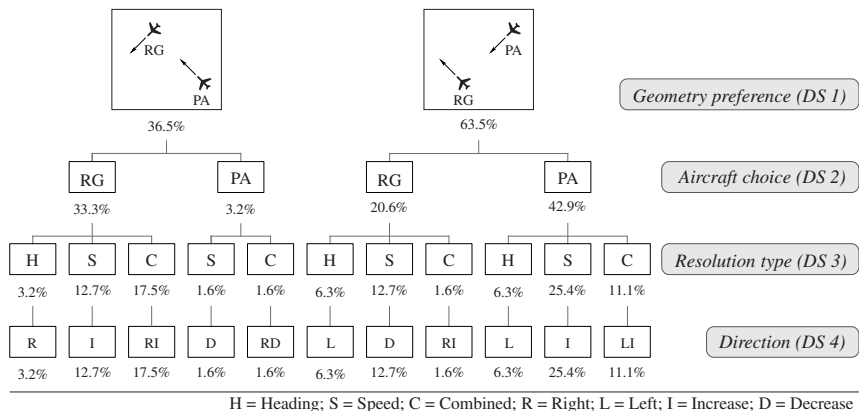 RG PA
PA RG
Geometry preference (DS 1)
36.5% 63.5%
RG PA RG PA Aircraft choice (DS 2)
33.3% 3.2% 20.6% 42.9%
H S C S C H S C H S C Resolution type (DS 3)
3.2% 12.7% 17.5% 1.6% 1.6% 6.3% 12.7% 1.6% 6.3% 25.4% 11.1%
R I RI D RD L D RI L I LI Direction (DS 4)
3.2% 12.7% 17.5% 1.6% 1.6% 6.3% 12.7% 1.6% 6.3% 25.4% 11.1%
H = Heading; S = Speed; C = Combined; R = Right; L = Left; I = Increase; D = Decrease